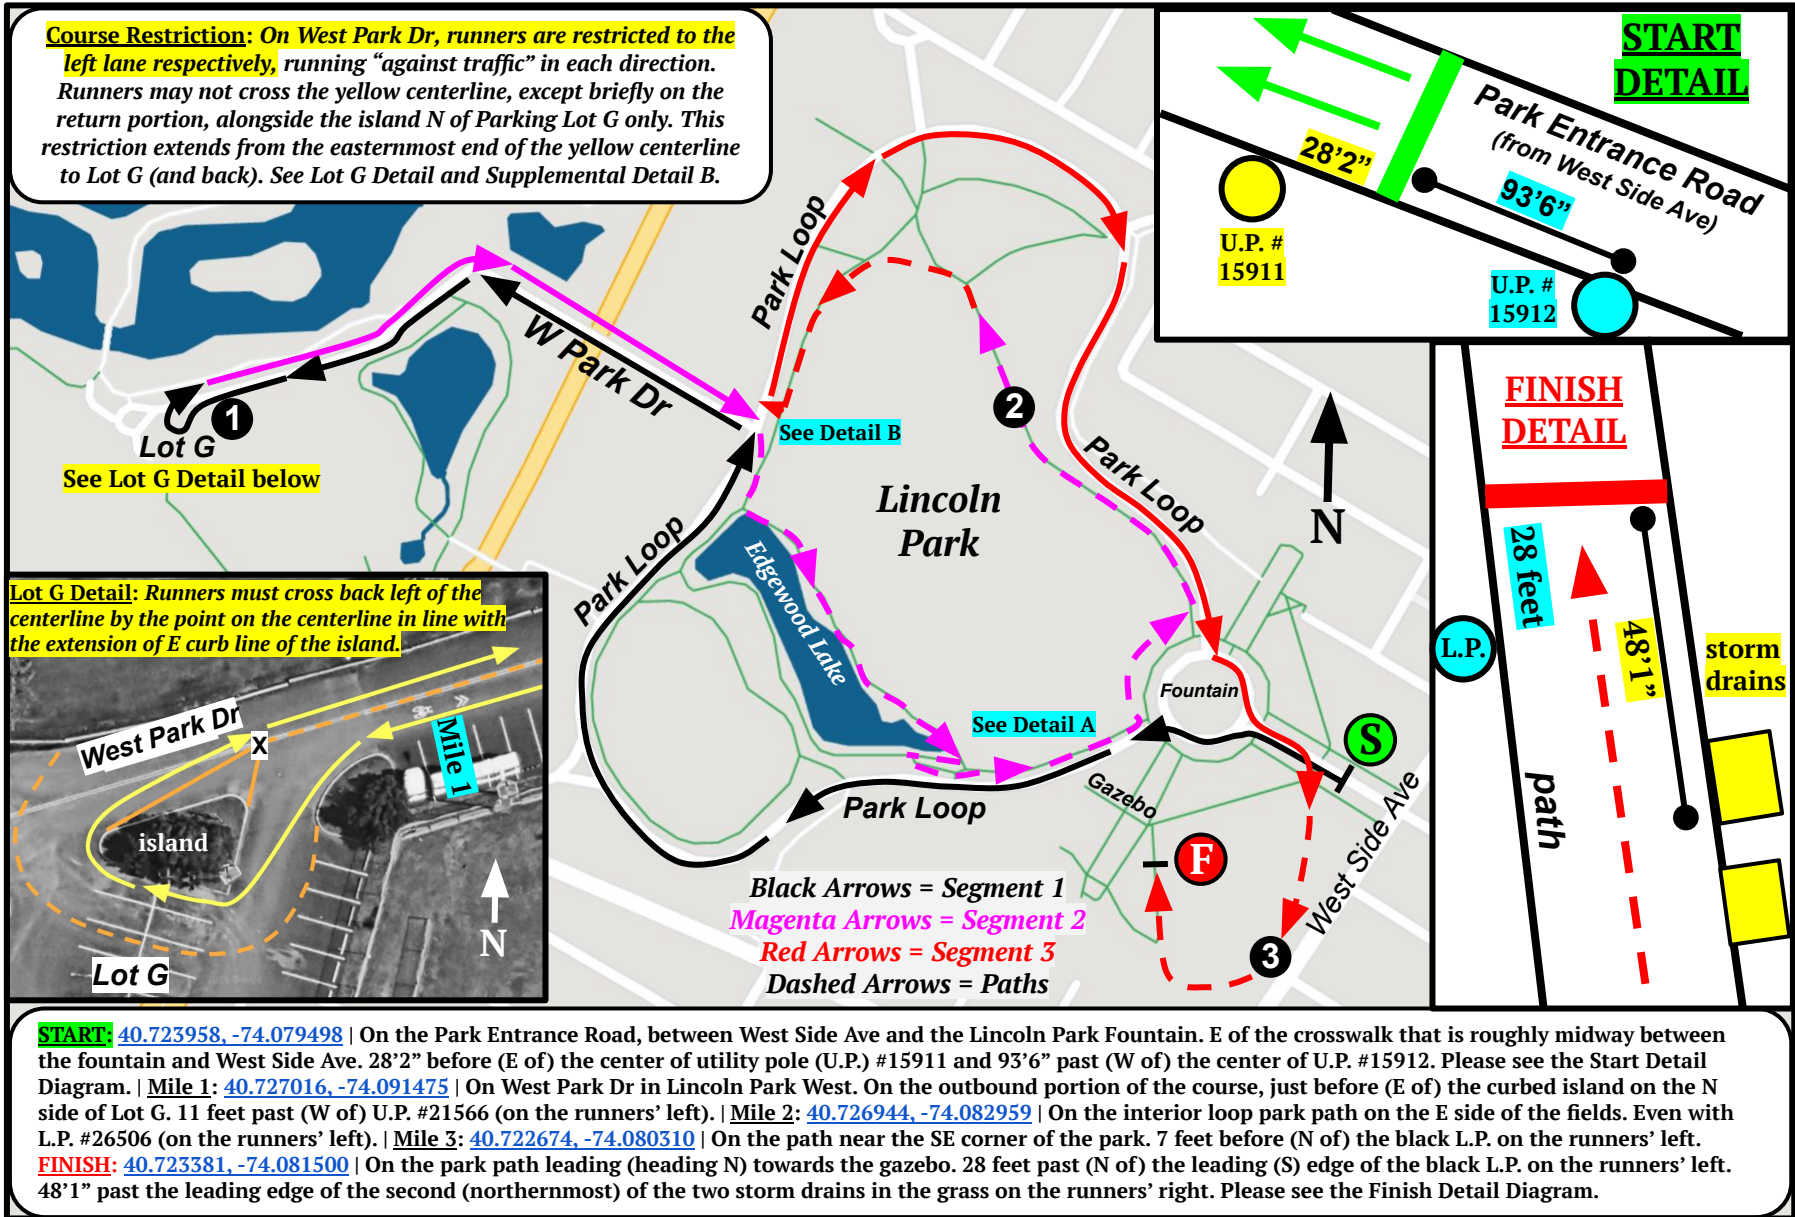 Course Restriction: On West Park Dr, runners are restricted to the
left lane respectively, running “against traffic” in each direction.
Runners may not cross the yellow centerline, except briefly on the
return portion, alongside the island N of Parking Lot G only. This
restriction extends from the easternmost end of the yellow centerline
to Lot G (and back). See Lot G Detail and Supplemental Detail B.
START
DETAIL
Park Entrance Road
(from West Side Ave)
28’2”
93’6”
U.P. #
15911
U.P. #
15912
Park Loop
W Park Dr
1
Lot G
See Lot G Detail below
See Detail B
2
Park Loop
Lincoln
Park
N
Park Loop
Edgewood Lake
See Detail A
Fountain
S
Gazebo
Park Loop
F
West Side Ave
3
Black Arrows = Segment 1
Magenta Arrows = Segment 2
Red Arrows = Segment 3
Dashed Arrows = Paths
FINISH
DETAIL
28 feet
L.P.
48’1”
storm
drains
path
Lot G Detail: Runners must cross back left of the
centerline by the point on the centerline in line with
the extension of E curb line of the island.
West Park Dr
X
Mile 1
island
N
Lot G
START: 40.723958, -74.079498 | On the Park Entrance Road, between West Side Ave and the Lincoln Park Fountain. E of the crosswalk that is roughly midway between
the fountain and West Side Ave. 28’2” before (E of) the center of utility pole (U.P.) #15911 and 93’6” past (W of) the center of U.P. #15912. Please see the Start Detail
Diagram. | Mile 1: 40.727016, -74.091475 | On West Park Dr in Lincoln Park West. On the outbound portion of the course, just before (E of) the curbed island on the N
side of Lot G. 11 feet past (W of) U.P. #21566 (on the runners’ left). | Mile 2: 40.726944, -74.082959 | On the interior loop park path on the E side of the fields. Even with
L.P. #26506 (on the runners’ left). | Mile 3: 40.722674, -74.080310 | On the path near the SE corner of the park. 7 feet before (N of) the black L.P. on the runners’ left.
FINISH: 40.723381, -74.081500 | On the park path leading (heading N) towards the gazebo. 28 feet past (N of) the leading (S) edge of the black L.P. on the runners’ left.
48’1” past the leading edge of the second (northernmost) of the two storm drains in the grass on the runners’ right. Please see the Finish Detail Diagram.